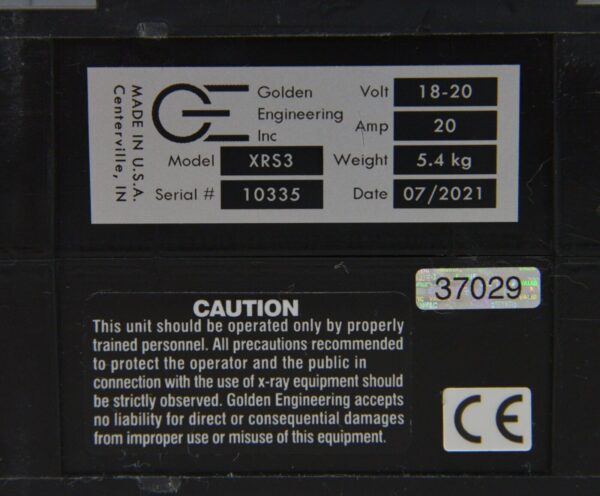 MADE IN U.S.A.
Centerville, IN
GE
Golden
Engineering
Inc
Model XRS3
Serial # 10335
Volt 18-20
Amp 20
Weight 5.4 kg
Date 07/2021
37029
CAUTION
This unit should be operated only by properly
trained personnel. All precautions recommended
to protect the operator and the public in
connection with the use of x-ray equipment should
be strictly observed. Golden Engineering accepts
no liability for direct or consequential damages
from improper use or misuse of this equipment.
CE